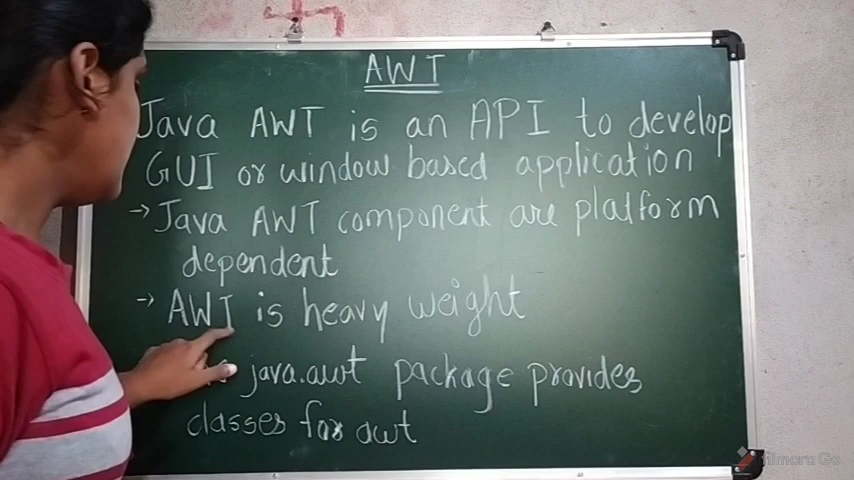 AWT
Java AWT is an API to develop
GUI or window based application
→ Java AWT component are platform
dependent
→ AWT is heavy weight
java.awt package provides
classes for awt
filmora Go